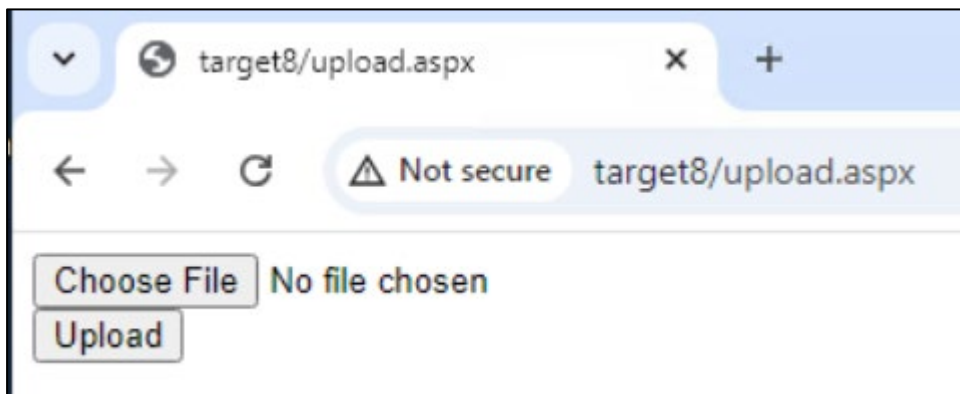 target8/upload.aspx
Not secure target8/upload.aspx
Choose File No file chosen
Upload